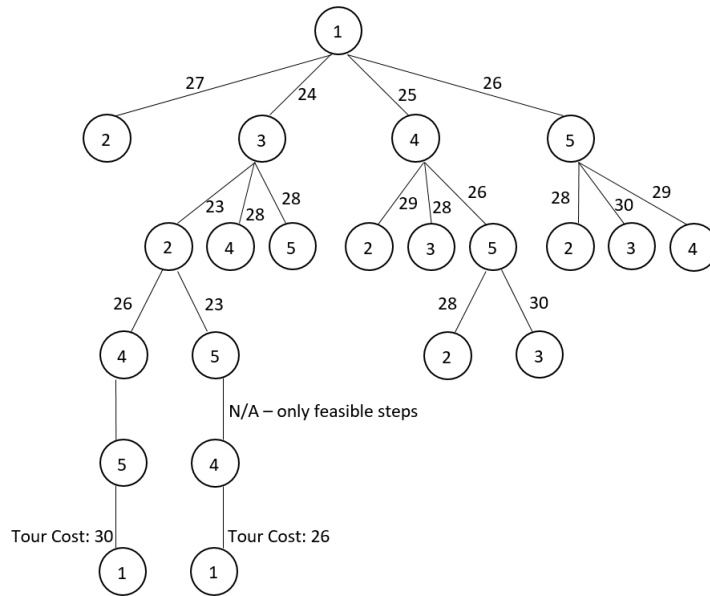 1
27 24 25 26
2 3 4 5
23 28 28 29 28 26 28 30 29
2 4 5 2 3 5 2 3 4
26 23 28 30
4 5 2 3
N/A – only feasible steps
5 4
Tour Cost: 30 Tour Cost: 26
1 1